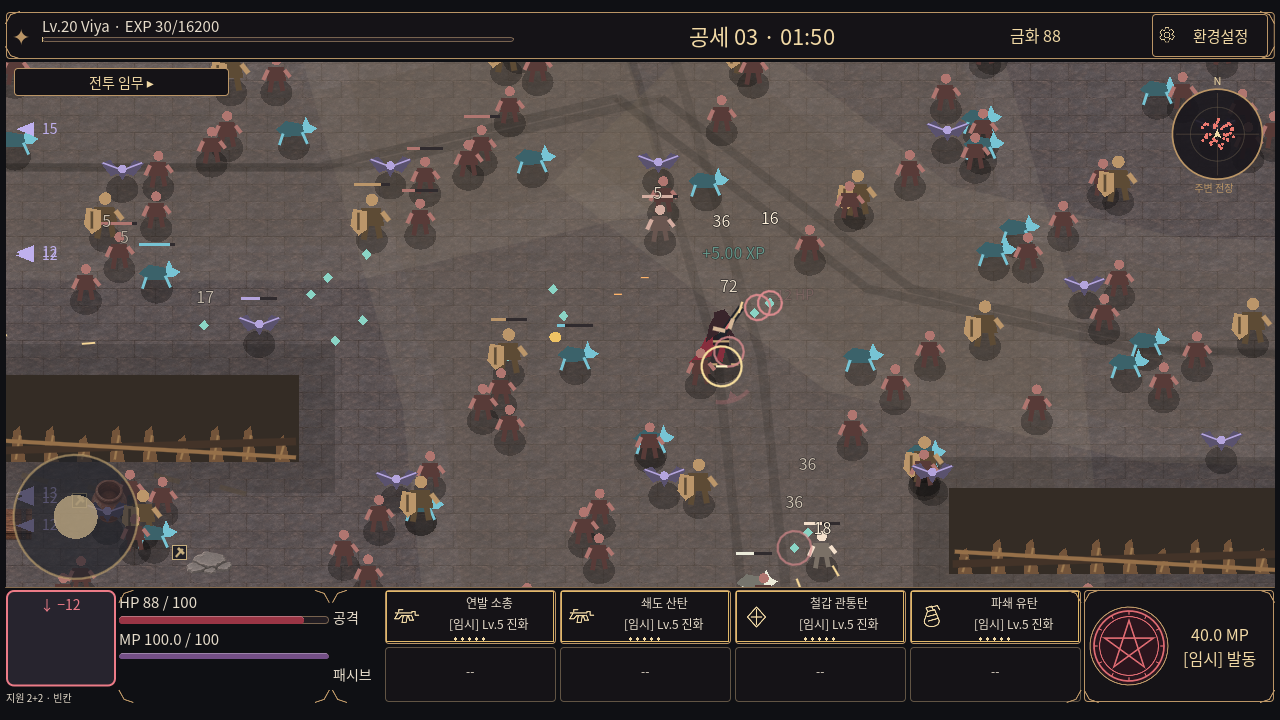 Lv.20 Viya · EXP 30/16200
공세 03 · 01:50
금화 88
환경설정
전투 임무 ▸
N
주변 전장
15
12
5
5
17
5
36
16
+5.00 XP
72
36
36
18
12
↓ −12
HP 88 / 100
MP 100.0 / 100
공격
패시브
지원 2+2 · 빈칸
연발 소총
[임시] Lv.5 진화
쇄도 산탄
[임시] Lv.5 진화
철갑 관통탄
[임시] Lv.5 진화
파쇄 유탄
[임시] Lv.5 진화
--
--
--
--
40.0 MP
[임시] 발동